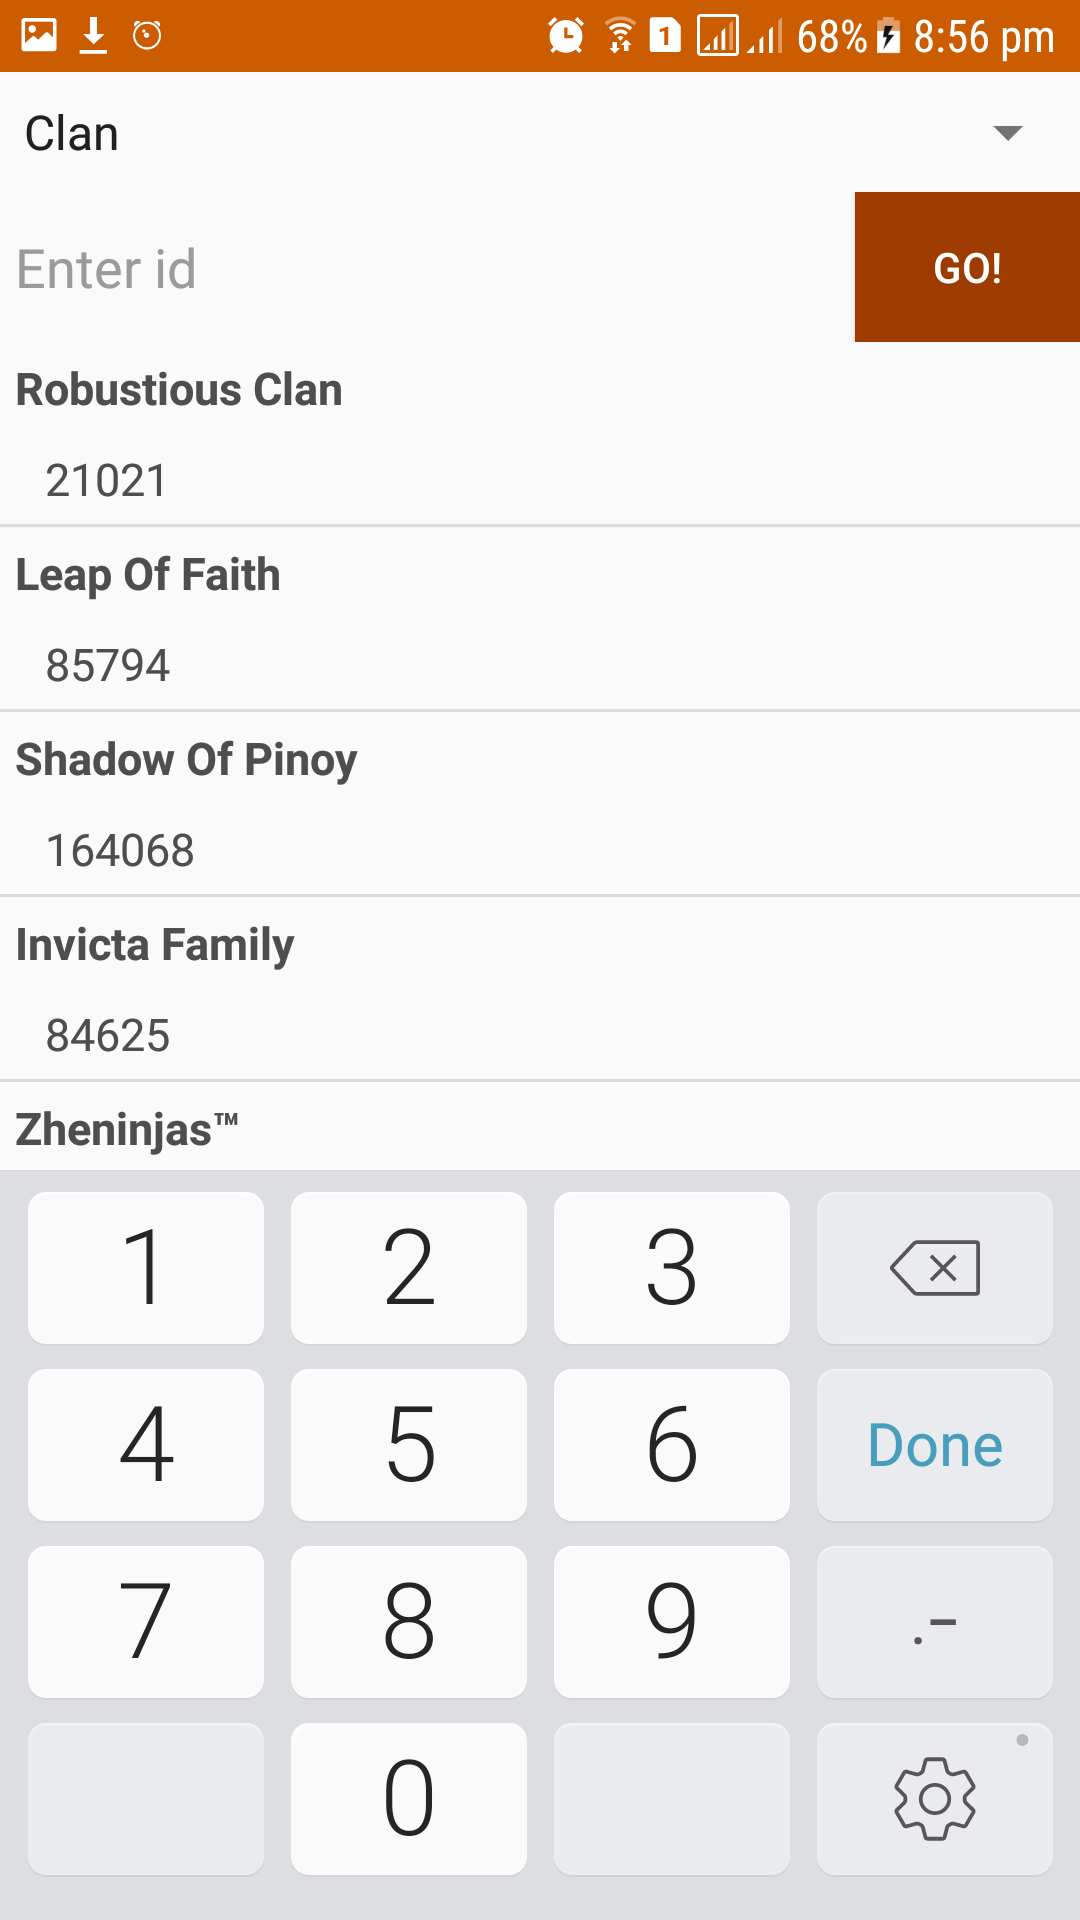 1 68% 8:56 pm
Clan
Enter id
GO!
Robustious Clan
21021
Leap Of Faith
85794
Shadow Of Pinoy
164068
Invicta Family
84625
Zheninjas™
1 2 3
4 5 6 Done
7 8 9 .-
0